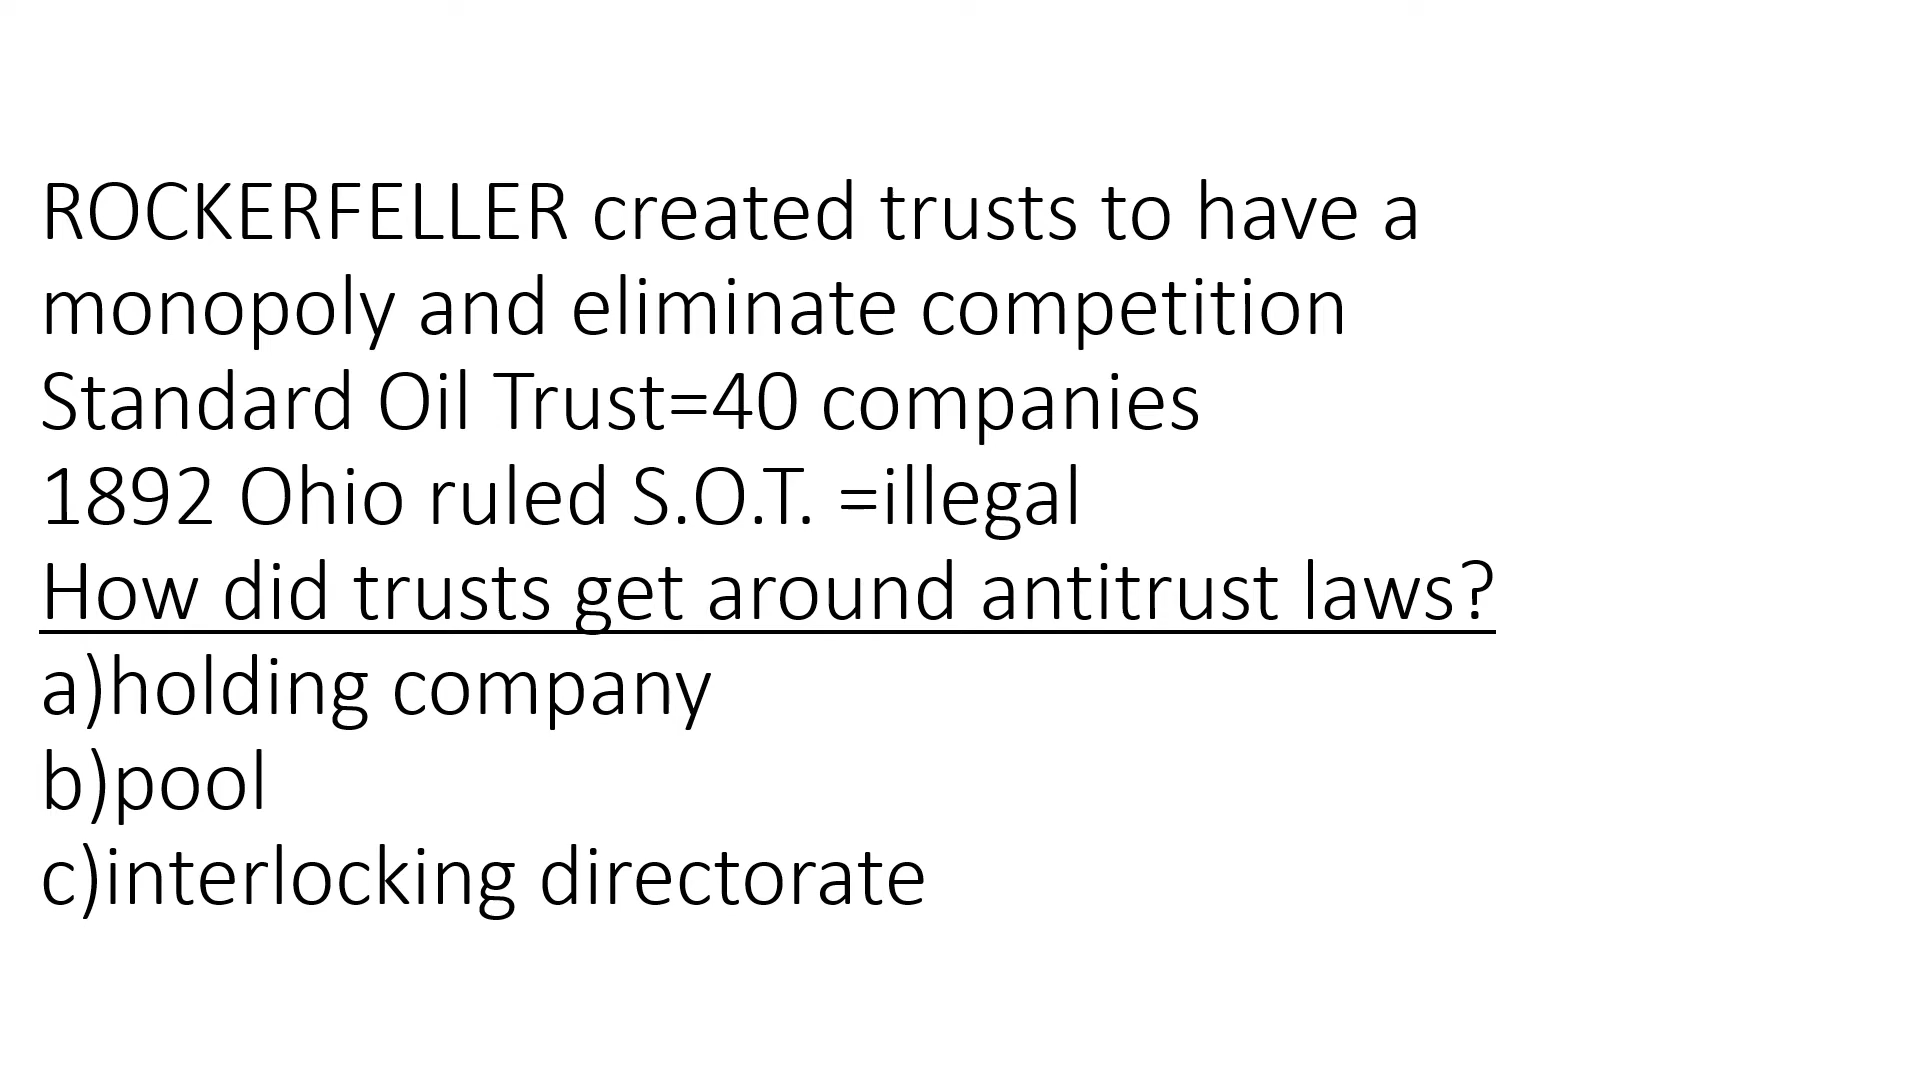 ROCKERFELLER created trusts to have a
monopoly and eliminate competition
Standard Oil Trust=40 companies
1892 Ohio ruled S.O.T. =illegal
How did trusts get around antitrust laws?
a)holding company
b)pool
c)interlocking directorate